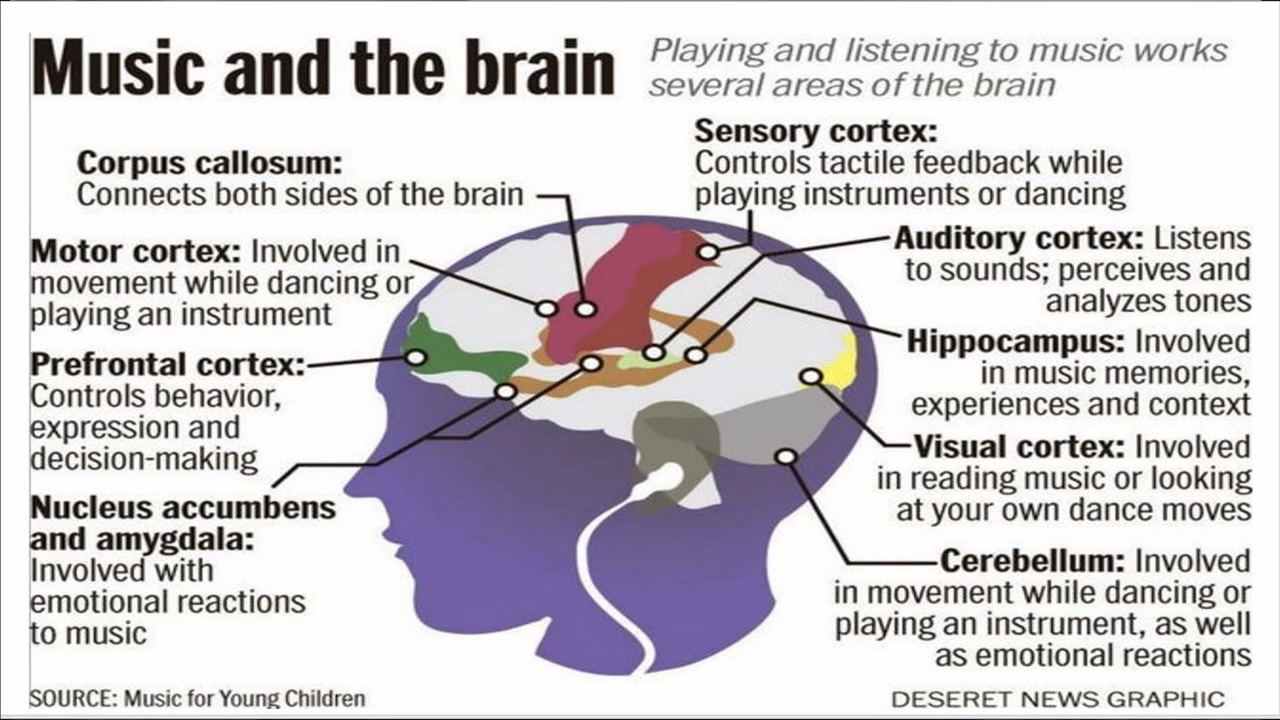 Music and the brain
Playing and listening to music works
several areas of the brain
Corpus callosum:
Connects both sides of the brain
Motor cortex: Involved in
movement while dancing or
playing an instrument
Prefrontal cortex:
Controls behavior,
expression and
decision-making
Nucleus accumbens
and amygdala:
Involved with
emotional reactions
to music
Sensory cortex:
Controls tactile feedback while
playing instruments or dancing
Auditory cortex: Listens
to sounds; perceives and
analyzes tones
Hippocampus: Involved
in music memories,
experiences and context
Visual cortex: Involved
in reading music or looking
at your own dance moves
Cerebellum: Involved
in movement while dancing or
playing an instrument, as well
as emotional reactions
SOURCE: Music for Young Children
DESERET NEWS GRAPHIC